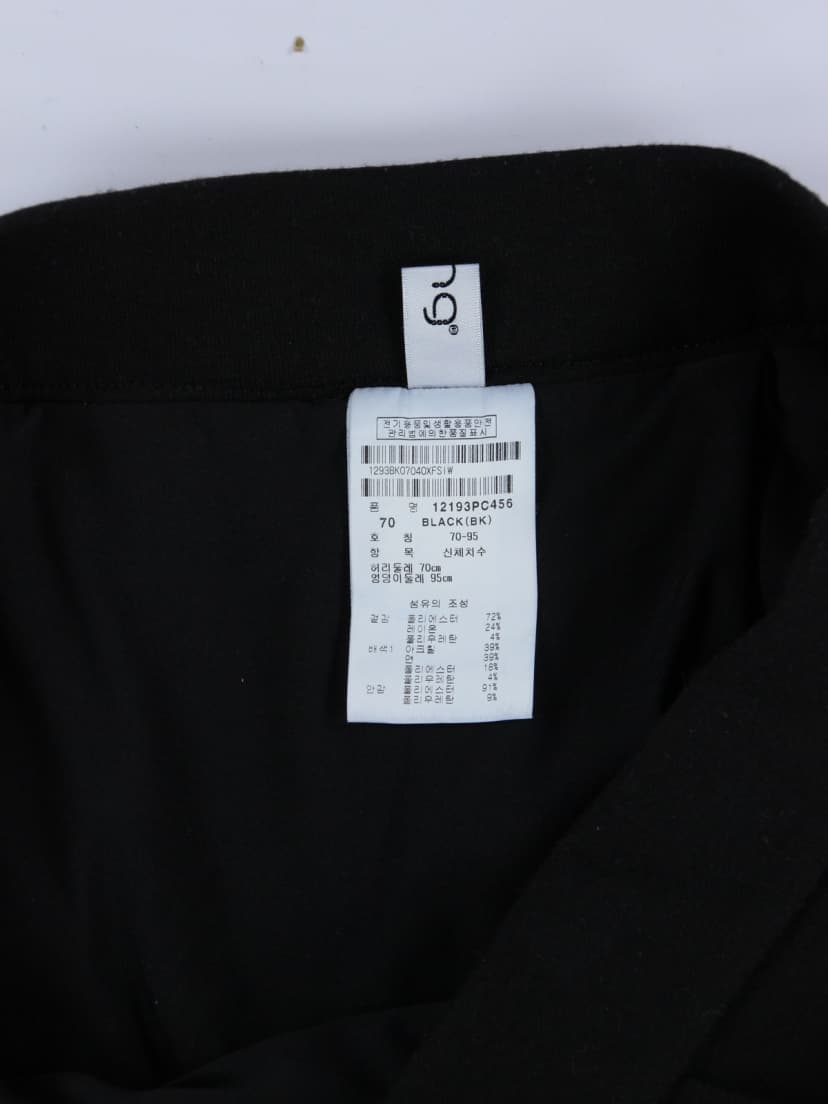 전기용품및생활용품안전
관리법에의한품질표시
1293BK07040XFSIW
품 명 12193PC456
70 BLACK(BK)
호 칭 70-95
항 목 신체치수
허리둘레 70cm
엉덩이둘레 95cm
섬유의 조성
겉감 폴리에스터 72%
레이온 24%
폴리우레탄 4%
배색1 아크릴 39%
면 39%
폴리에스터 18%
폴리우레탄 4%
안감 폴리에스터 91%
폴리우레탄 9%